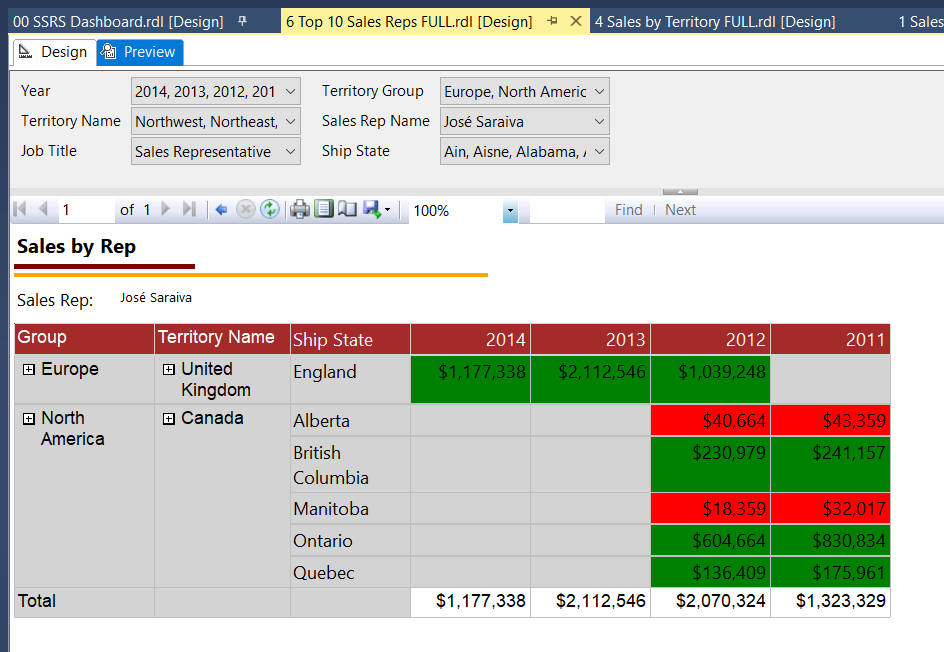 00 SSRS Dashboard.rdl [Design] 6 Top 10 Sales Reps FULL.rdl [Design] 4 Sales by Territory FULL.rdl [Design] 1 Sales
Design Preview
Year 2014, 2013, 2012, 201 Territory Group Europe, North Americ
Territory Name Northwest, Northeast, Sales Rep Name José Saraiva
Job Title Sales Representative Ship State Ain, Aisne, Alabama,
1 of 1 100% Find Next
Sales by Rep
Sales Rep: José Saraiva
Group Territory Name Ship State 2014 2013 2012 2011
Europe United England $1,177,338 $2,112,546 $1,039,248
Kingdom
North Canada Alberta $40,664 $43,359
America
British $230,979 $241,157
Columbia
Manitoba $18,359 $32,017
Ontario $604,664 $830,834
Quebec $136,409 $175,961
Total $1,177,338 $2,112,546 $2,070,324 $1,323,329